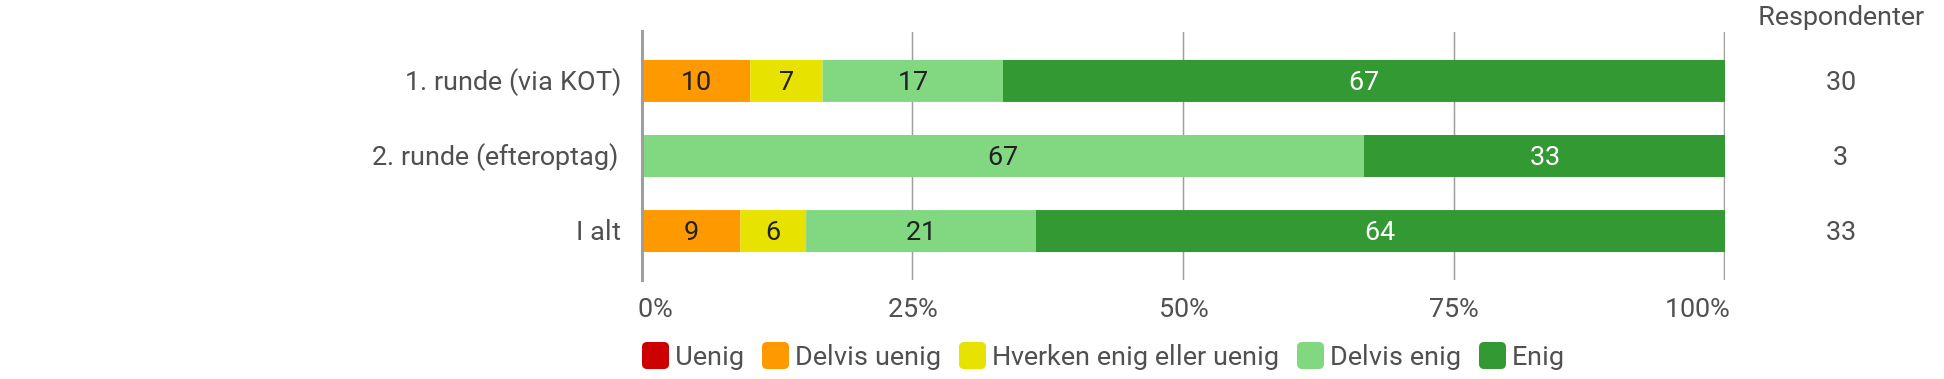 Respondenter
1. runde (via KOT) 10 7 17 67 30
2. runde (efteroptag) 67 33 3
I alt 9 6 21 64 33
0% 25% 50% 75% 100%
Uenig Delvis uenig Hverken enig eller uenig Delvis enig Enig